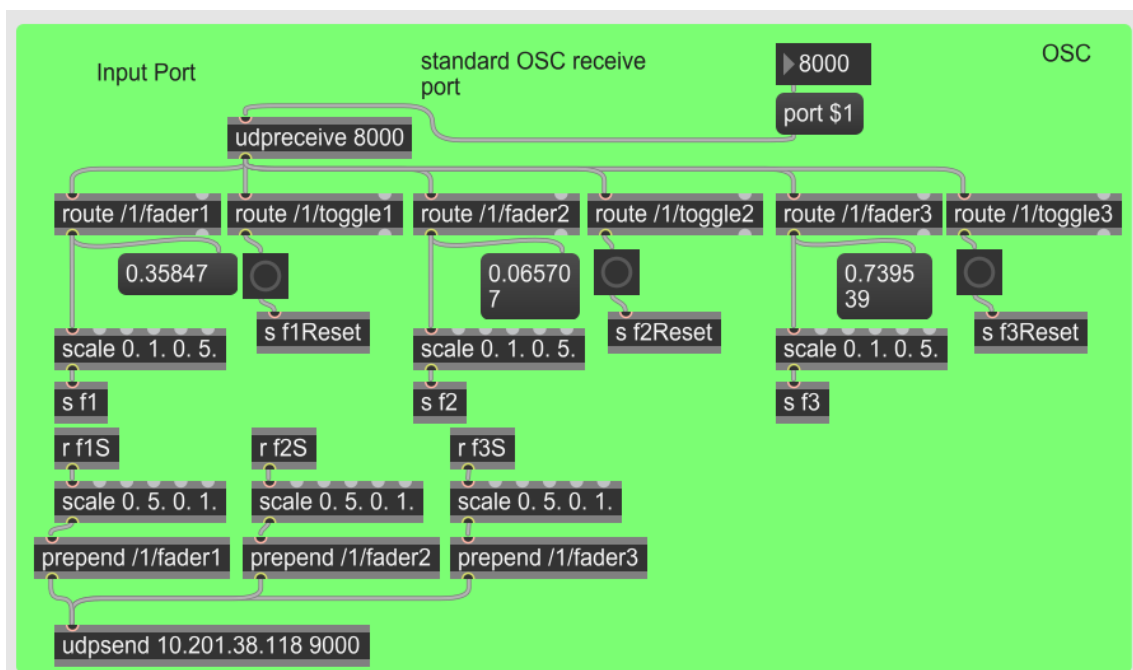 Input Port
standard OSC receive
port
8000
OSC
port $1
udpreceive 8000
route /1/fader1
route /1/toggle1
route /1/fader2
route /1/toggle2
route /1/fader3
route /1/toggle3
0.35847
0.06570
7
0.7395
39
s f1Reset
s f2Reset
s f3Reset
scale 0. 1. 0. 5.
scale 0. 1. 0. 5.
scale 0. 1. 0. 5.
s f1
s f2
s f3
r f1S
r f2S
r f3S
scale 0. 5. 0. 1.
scale 0. 5. 0. 1.
scale 0. 5. 0. 1.
prepend /1/fader1
prepend /1/fader2
prepend /1/fader3
udpsend 10.201.38.118 9000